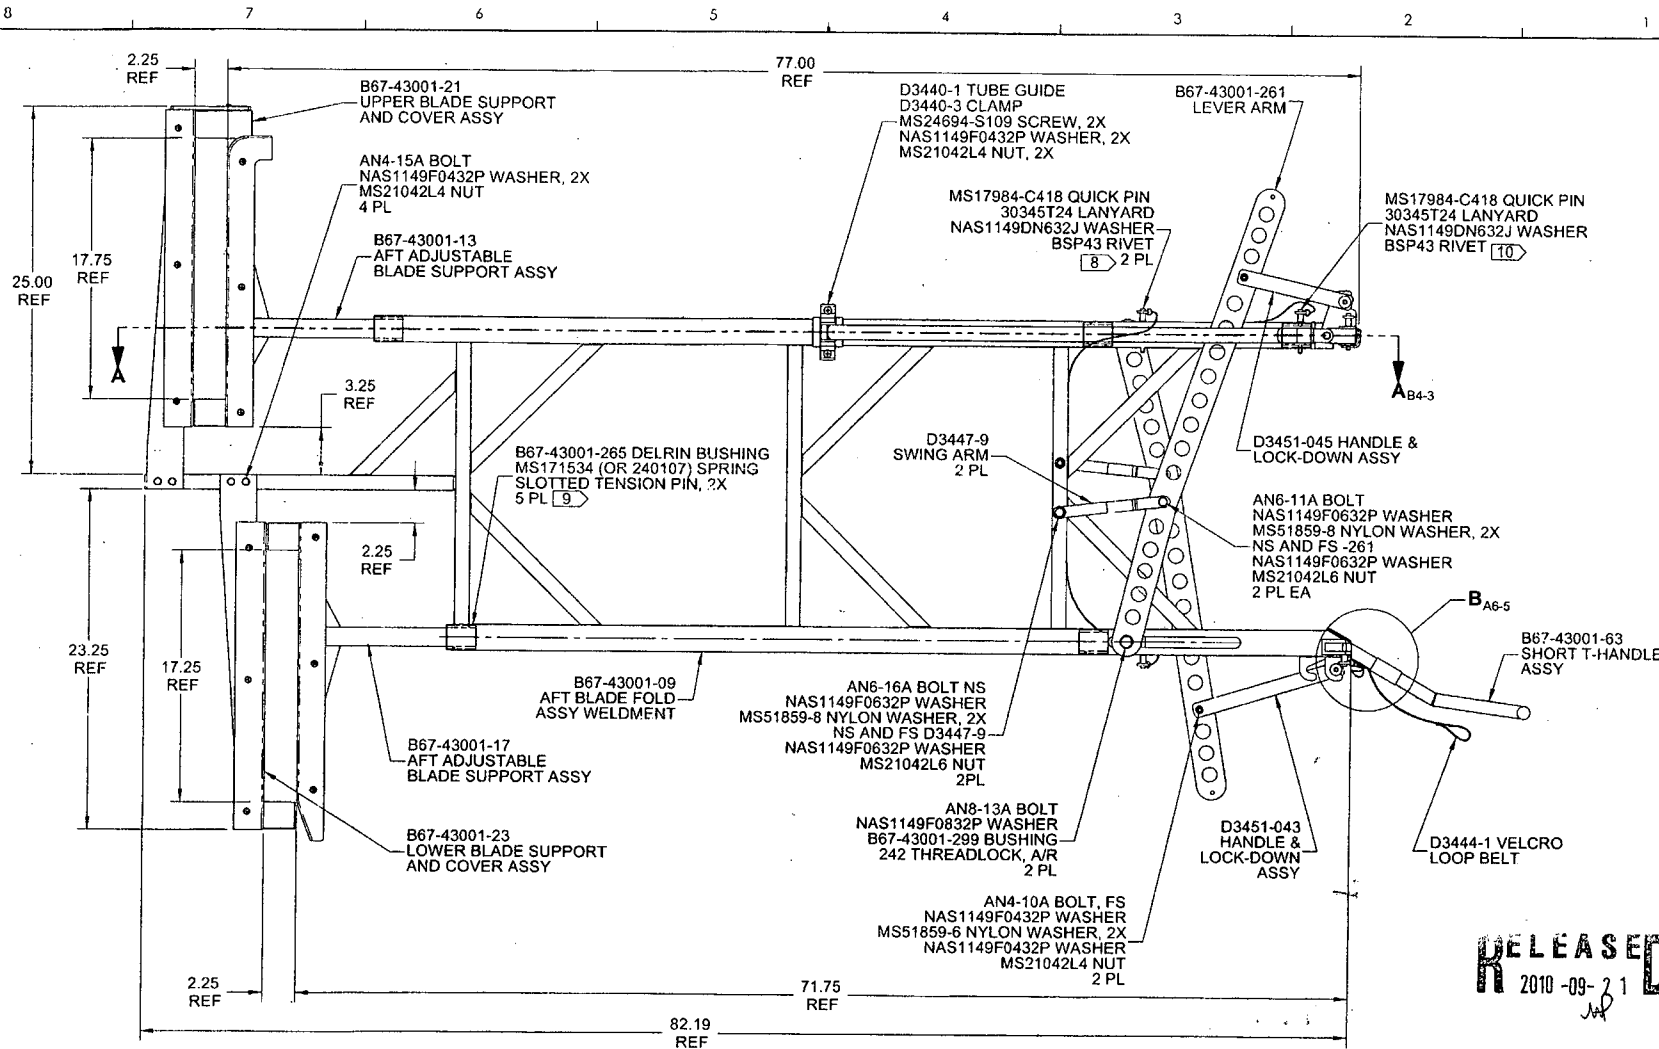 8 7 6 5 4 3 2 1
2.25
REF
77.00
REF
B67-43001-21
UPPER BLADE SUPPORT
AND COVER ASSY
D3440-1 TUBE GUIDE
D3440-3 CLAMP
MS24694-S109 SCREW, 2X
NAS1149F0432P WASHER, 2X
MS21042L4 NUT, 2X
B67-43001-261
LEVER ARM
AN4-15A BOLT
NAS1149F0432P WASHER, 2X
MS21042L4 NUT
4 PL
MS17984-C418 QUICK PIN
30345T24 LANYARD
NAS1149DN632J WASHER
BSP43 RIVET
8 2 PL
MS17984-C418 QUICK PIN
30345T24 LANYARD
NAS1149DN632J WASHER
BSP43 RIVET 10
B67-43001-13
AFT ADJUSTABLE
BLADE SUPPORT ASSY
17.75
REF
25.00
REF
A
A B4-3
3.25
REF
B67-43001-265 DELRIN BUSHING
MS171534 (OR 240107) SPRING
SLOTTED TENSION PIN, 2X
5 PL 9
D3447-9
SWING ARM
2 PL
D3451-045 HANDLE &
LOCK-DOWN ASSY
AN6-11A BOLT
NAS1149F0632P WASHER
MS51859-8 NYLON WASHER, 2X
NS AND FS -261
NAS1149F0632P WASHER
MS21042L6 NUT
2 PL EA
2.25
REF
B A6-5
B67-43001-63
SHORT T-HANDLE
ASSY
23.25
REF
17.25
REF
B67-43001-09
AFT BLADE FOLD
ASSY WELDMENT
AN6-16A BOLT NS
NAS1149F0632P WASHER
MS51859-8 NYLON WASHER, 2X
NS AND FS D3447-9
NAS1149F0632P WASHER
MS21042L6 NUT
2PL
B67-43001-17
AFT ADJUSTABLE
BLADE SUPPORT ASSY
AN8-13A BOLT
NAS1149F0832P WASHER
B67-43001-299 BUSHING
242 THREADLOCK, A/R
2 PL
B67-43001-23
LOWER BLADE SUPPORT
AND COVER ASSY
D3451-043
HANDLE &
LOCK-DOWN
ASSY
D3444-1 VELCRO
LOOP BELT
AN4-10A BOLT, FS
NAS1149F0432P WASHER
MS51859-6 NYLON WASHER, 2X
NAS1149F0432P WASHER
MS21042L4 NUT
2 PL
RELEASED
2010-09-21
2.25
REF
71.75
REF
82.19
REF